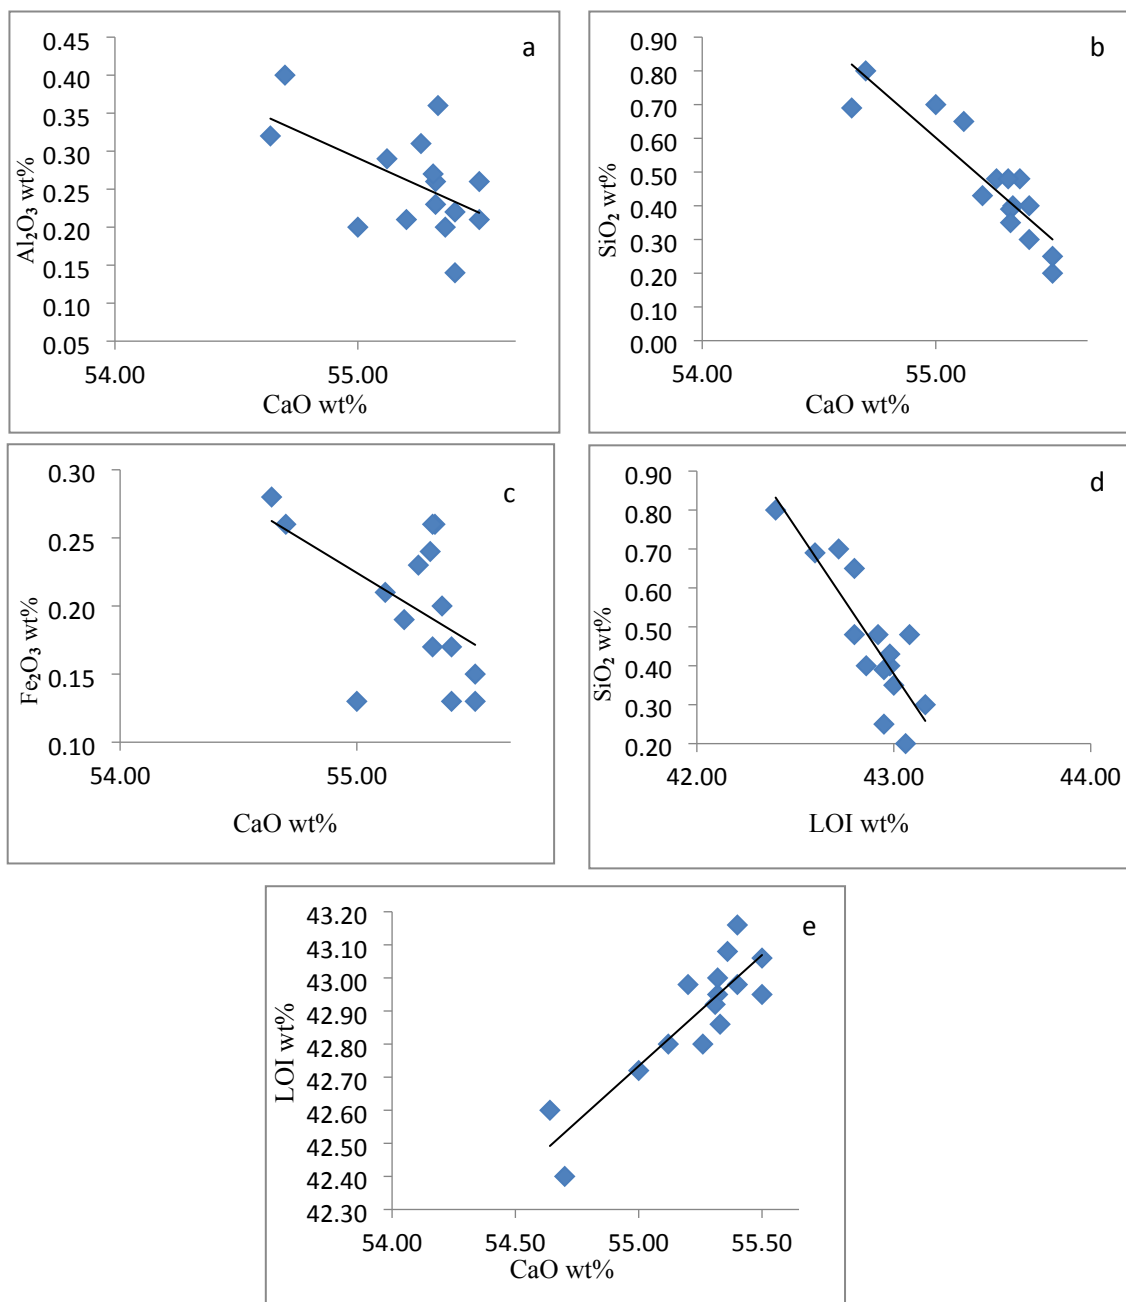 a
0.45
0.40
0.35
0.30
0.25
0.20
0.15
0.10
0.05
Al₂O₃ wt%
54.00 55.00
CaO wt%
b
0.90
0.80
0.70
0.60
0.50
0.40
0.30
0.20
0.10
0.00
SiO₂ wt%
54.00 55.00
CaO wt%
c
0.30
0.25
0.20
0.15
0.10
Fe₂O₃ wt%
54.00 55.00
CaO wt%
d
0.90
0.80
0.70
0.60
0.50
0.40
0.30
0.20
SiO₂ wt%
42.00 43.00 44.00
LOI wt%
e
43.20
43.10
43.00
42.90
42.80
42.70
42.60
42.50
42.40
42.30
LOI wt%
54.00 54.50 55.00 55.50
CaO wt%